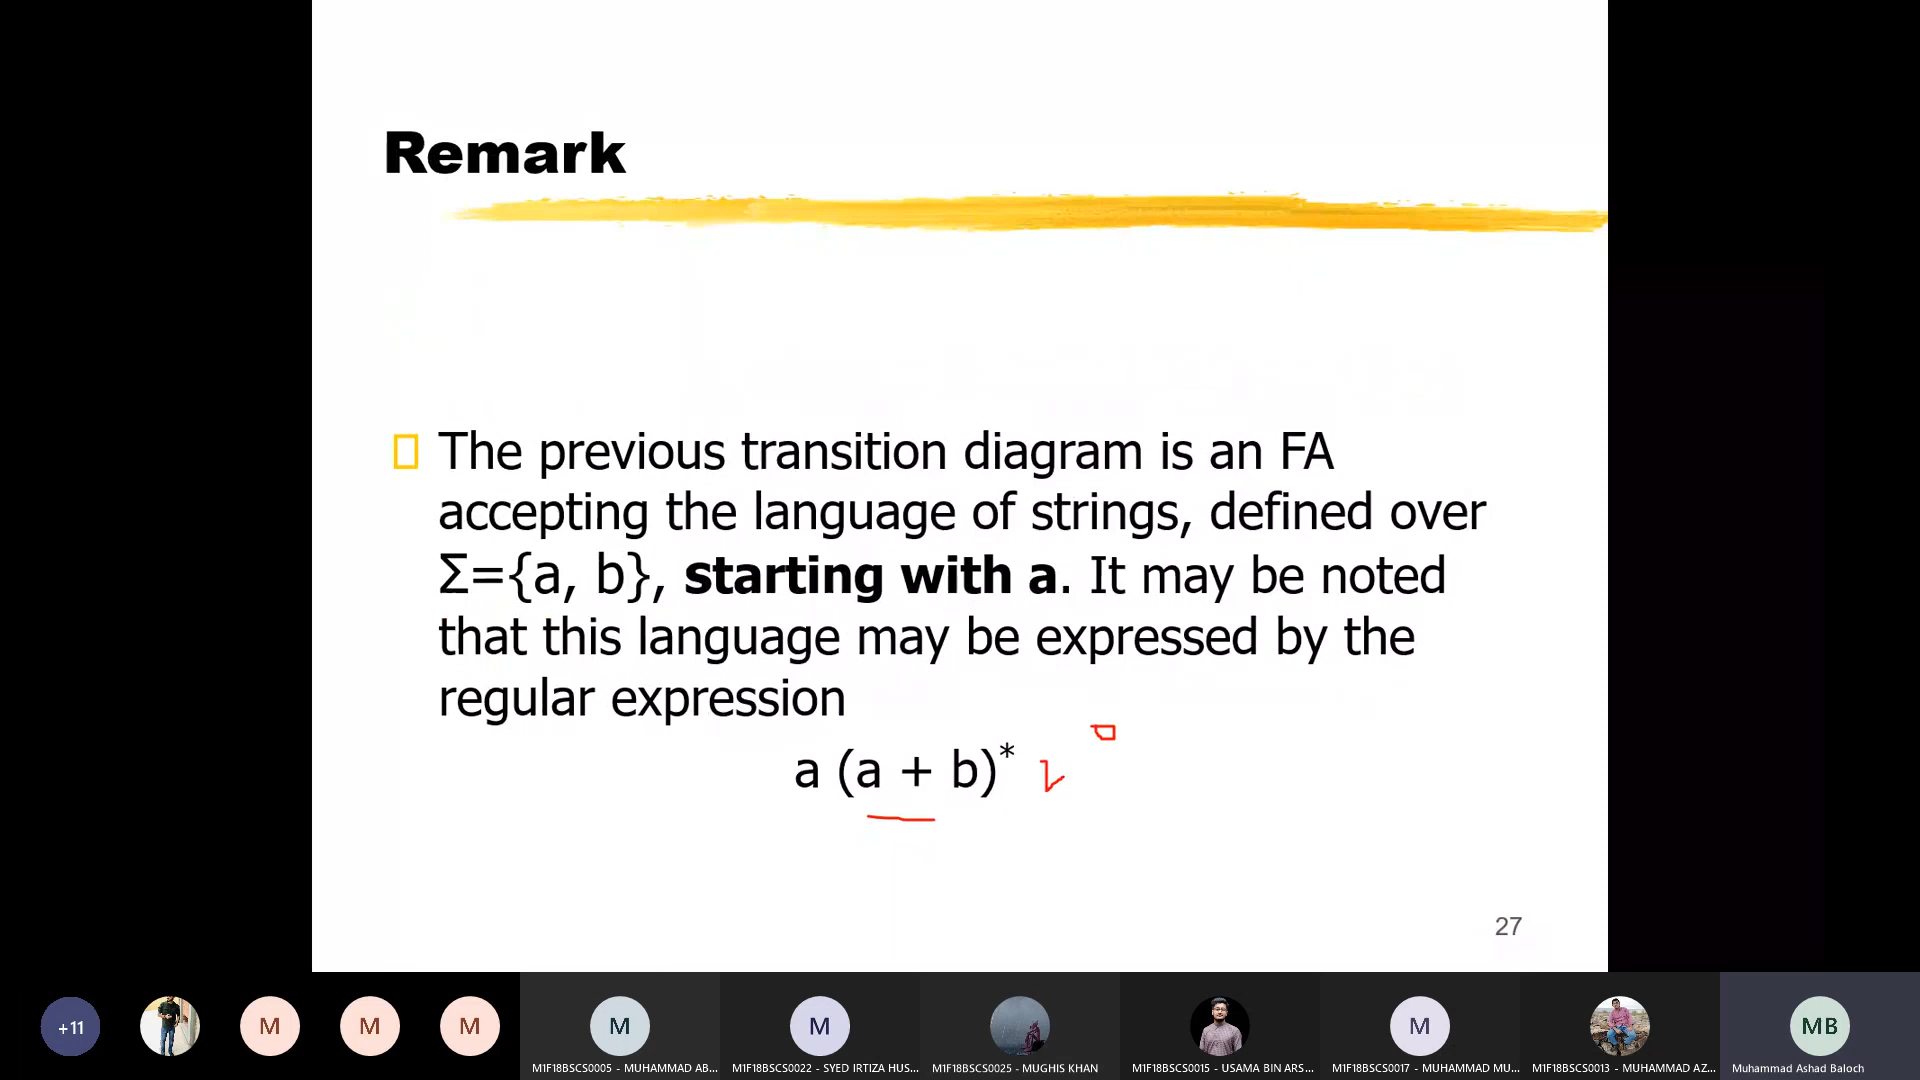 Remark
The previous transition diagram is an FA
accepting the language of strings, defined over
Σ={a, b}, starting with a. It may be noted
that this language may be expressed by the
regular expression
a (a + b)*
27
+11
M
M
M
M
M
M
MB
M1F18BSCS0005 - MUHAMMAD AB...
M1F18BSCS0022 - SYED IRTIZA HUS...
M1F18BSCS0025 - MUGHIS KHAN
M1F18BSCS0015 - USAMA BIN ARS...
M1F18BSCS0017 - MUHAMMAD MU...
M1F18BSCS0013 - MUHAMMAD AZ...
Muhammad Ashad Baloch